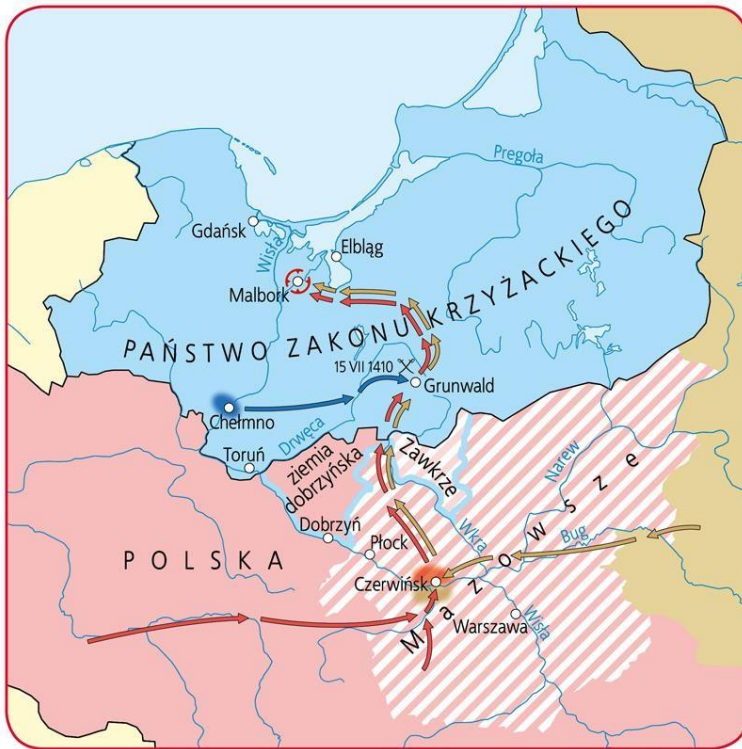 Pregoła
Gdańsk
Wisła
Elbląg
Malbork
PAŃSTWO ZAKONU KRZYŻACKIEGO
15 VII 1410
Grunwald
Chełmno
Drwęca
Toruń
ziemia
dobrzyńska
Zawkrze
Narew
Dobrzyń
Wkra
Płock
Bug
POLSKA
Czerwińsk
Mazowsze
Warszawa
Wisła